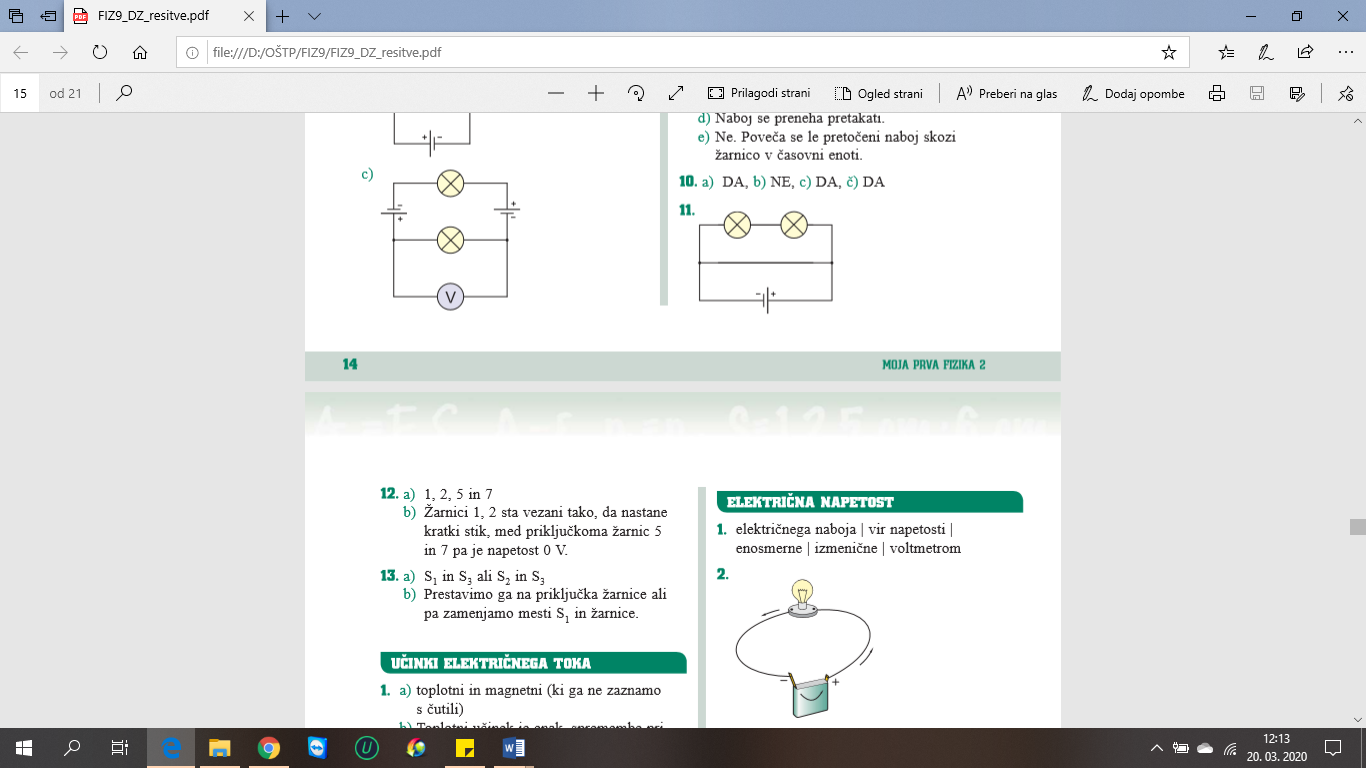 FIZ9_DZ_resitve.pdf
file:///D:/OŠTP/FIZ9/FIZ9_DZ_resitve.pdf
15 od 21
Prilagodi strani
Ogled strani
Preberi na glas
Dodaj opombe
c)
V
d) Naboj se preneha pretakati.
e) Ne. Poveča se le pretočeni naboj skozi
žarnico v časovni enoti.
10. a) DA, b) NE, c) DA, č) DA
11.
14
MOJA PRVA FIZIKA 2
12. a) 1, 2, 5 in 7
b) Žarnici 1, 2 sta vezani tako, da nastane
kratki stik, med priključkoma žarnic 5
in 7 pa je napetost 0 V.
13. a) S₁ in S₃ ali S₂ in S₃
b) Prestavimo ga na priključka žarnice ali
pa zamenjamo mesti S₁ in žarnice.
UČINKI ELEKTRIČNEGA TOKA
1. a) toplotni in magnetni (ki ga ne zaznamo
s čutili)
ELEKTRIČNA NAPETOST
1. električnega naboja | vir napetosti |
enosmerne | izmenične | voltmetrom
2.
12:13
20. 03. 2020